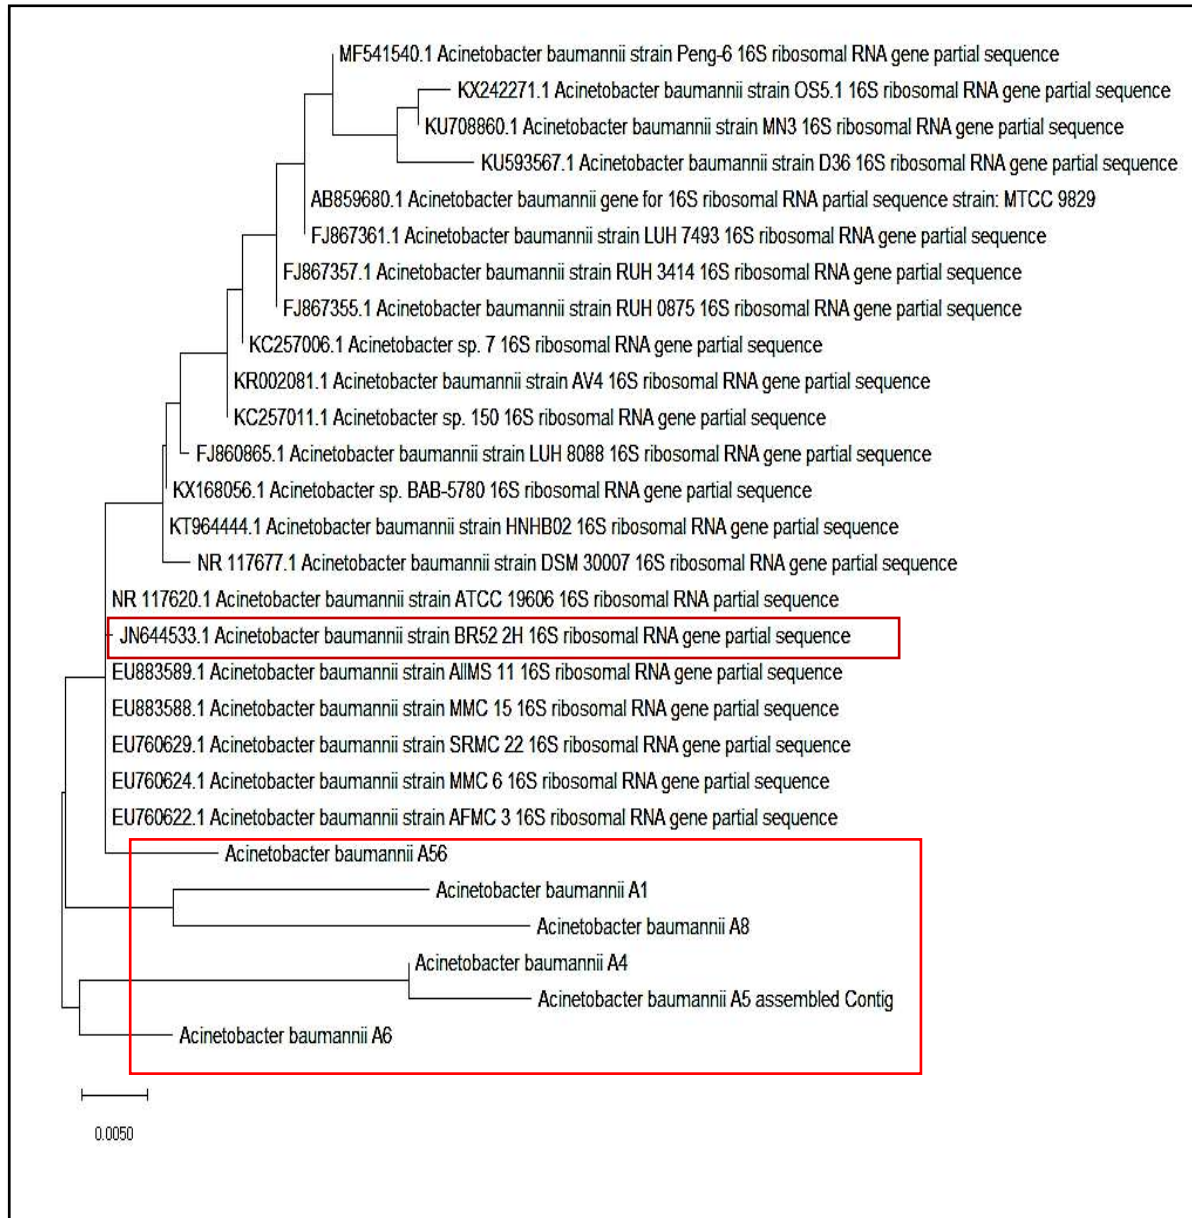 MF541540.1 Acinetobacter baumannii strain Peng-6 16S ribosomal RNA gene partial sequence
KX242271.1 Acinetobacter baumannii strain OS5.1 16S ribosomal RNA gene partial sequence
KU708860.1 Acinetobacter baumannii strain MN3 16S ribosomal RNA gene partial sequence
KU593567.1 Acinetobacter baumannii strain D36 16S ribosomal RNA gene partial sequence
AB859680.1 Acinetobacter baumannii gene for 16S ribosomal RNA partial sequence strain: MTCC 9829
FJ867361.1 Acinetobacter baumannii strain LUH 7493 16S ribosomal RNA gene partial sequence
FJ867357.1 Acinetobacter baumannii strain RUH 3414 16S ribosomal RNA gene partial sequence
FJ867355.1 Acinetobacter baumannii strain RUH 0875 16S ribosomal RNA gene partial sequence
KC257006.1 Acinetobacter sp. 7 16S ribosomal RNA gene partial sequence
KR002081.1 Acinetobacter baumannii strain AV4 16S ribosomal RNA gene partial sequence
KC257011.1 Acinetobacter sp. 150 16S ribosomal RNA gene partial sequence
FJ860865.1 Acinetobacter baumannii strain LUH 8088 16S ribosomal RNA gene partial sequence
KX168056.1 Acinetobacter sp. BAB-5780 16S ribosomal RNA gene partial sequence
KT964444.1 Acinetobacter baumannii strain HNHB02 16S ribosomal RNA gene partial sequence
NR 117677.1 Acinetobacter baumannii strain DSM 30007 16S ribosomal RNA gene partial sequence
NR 117620.1 Acinetobacter baumannii strain ATCC 19606 16S ribosomal RNA partial sequence
JN644533.1 Acinetobacter baumannii strain BR52 2H 16S ribosomal RNA gene partial sequence
EU883589.1 Acinetobacter baumannii strain AIIMS 11 16S ribosomal RNA gene partial sequence
EU883588.1 Acinetobacter baumannii strain MMC 15 16S ribosomal RNA gene partial sequence
EU760629.1 Acinetobacter baumannii strain SRMC 22 16S ribosomal RNA gene partial sequence
EU760624.1 Acinetobacter baumannii strain MMC 6 16S ribosomal RNA gene partial sequence
EU760622.1 Acinetobacter baumannii strain AFMC 3 16S ribosomal RNA gene partial sequence
Acinetobacter baumannii A56
Acinetobacter baumannii A1
Acinetobacter baumannii A8
Acinetobacter baumannii A4
Acinetobacter baumannii A5 assembled Contig
Acinetobacter baumannii A6
0.0050